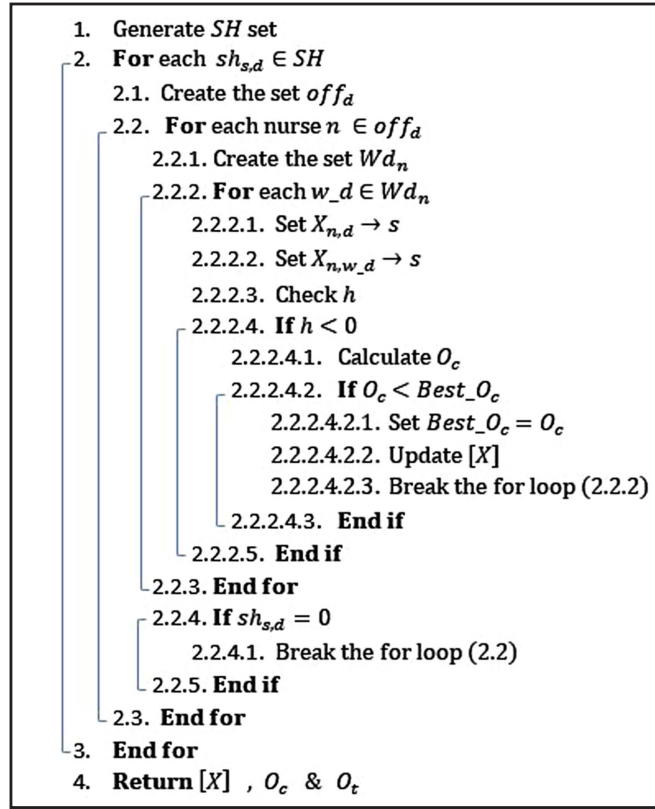 1. Generate SH set
2. For each sh_{s,d} ∈ SH
2.1. Create the set off_d
2.2. For each nurse n ∈ off_d
2.2.1. Create the set Wd_n
2.2.2. For each w_d ∈ Wd_n
2.2.2.1. Set X_{n,d} → s
2.2.2.2. Set X_{n,w_d} → s
2.2.2.3. Check h
2.2.2.4. If h < 0
2.2.2.4.1. Calculate O_c
2.2.2.4.2. If O_c < Best_O_c
2.2.2.4.2.1. Set Best_O_c = O_c
2.2.2.4.2.2. Update [X]
2.2.2.4.2.3. Break the for loop (2.2.2)
2.2.2.4.3. End if
2.2.2.5. End if
2.2.3. End for
2.2.4. If sh_{s,d} = 0
2.2.4.1. Break the for loop (2.2)
2.2.5. End if
2.3. End for
3. End for
4. Return [X] , O_c & O_t